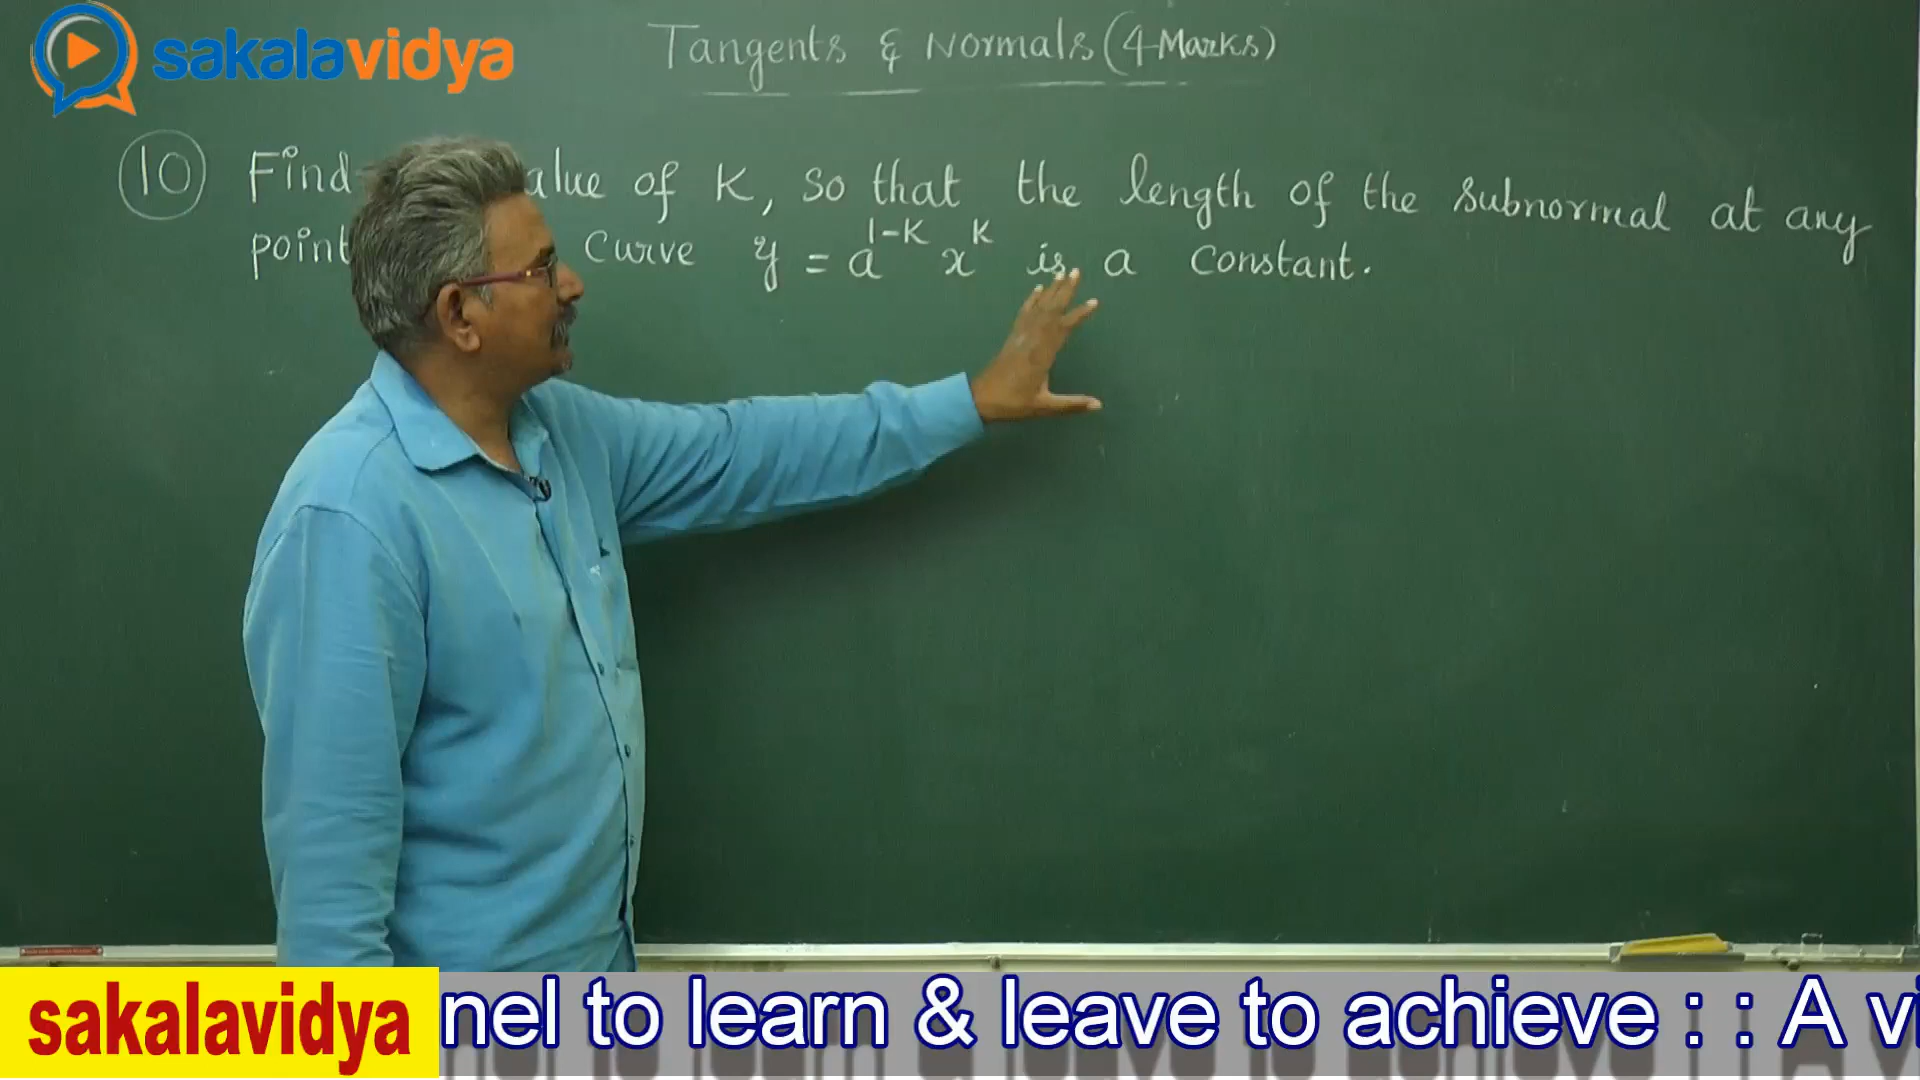 sakalavidya
Tangents & Normals (4 Marks)
10 Find alue of K, so that the length of the subnormal at any
point curve y = a^{1-K} x^K is a constant.
sakalavidya
nel to learn & leave to achieve : : A vi